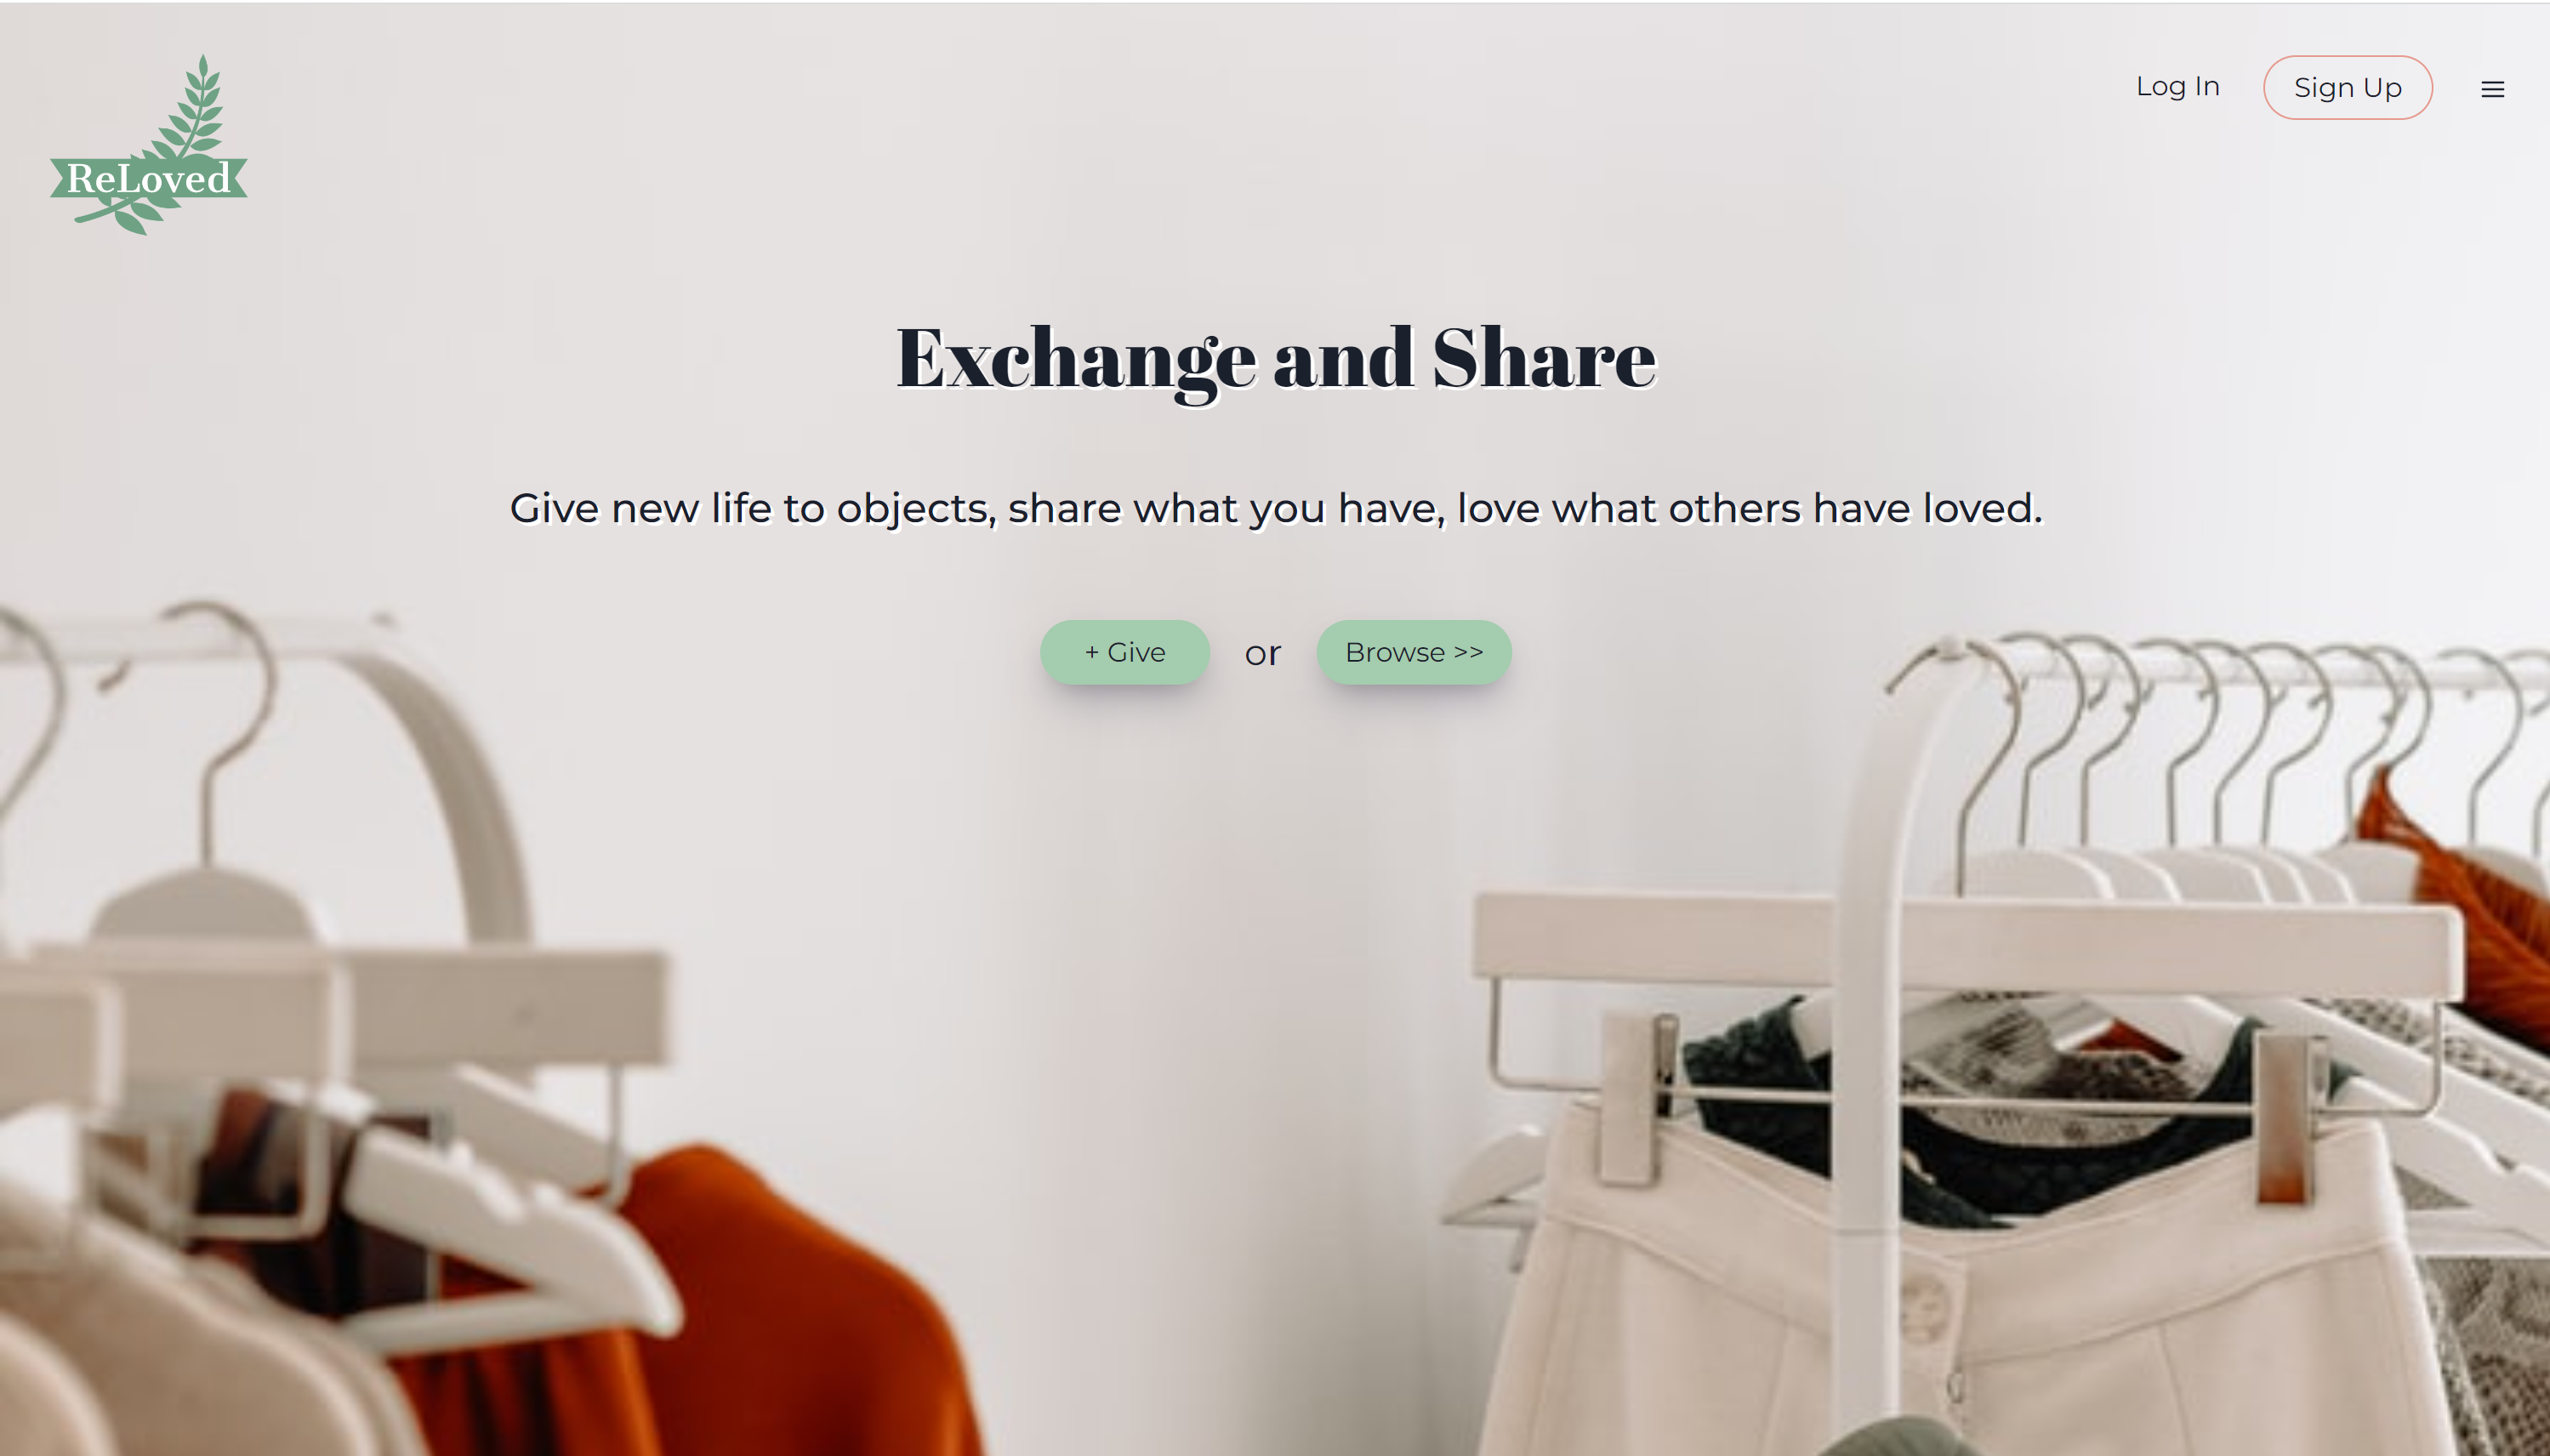 ReLoved
Log In
Sign Up
Exchange and Share
Give new life to objects, share what you have, love what others have loved.
+ Give
or
Browse >>